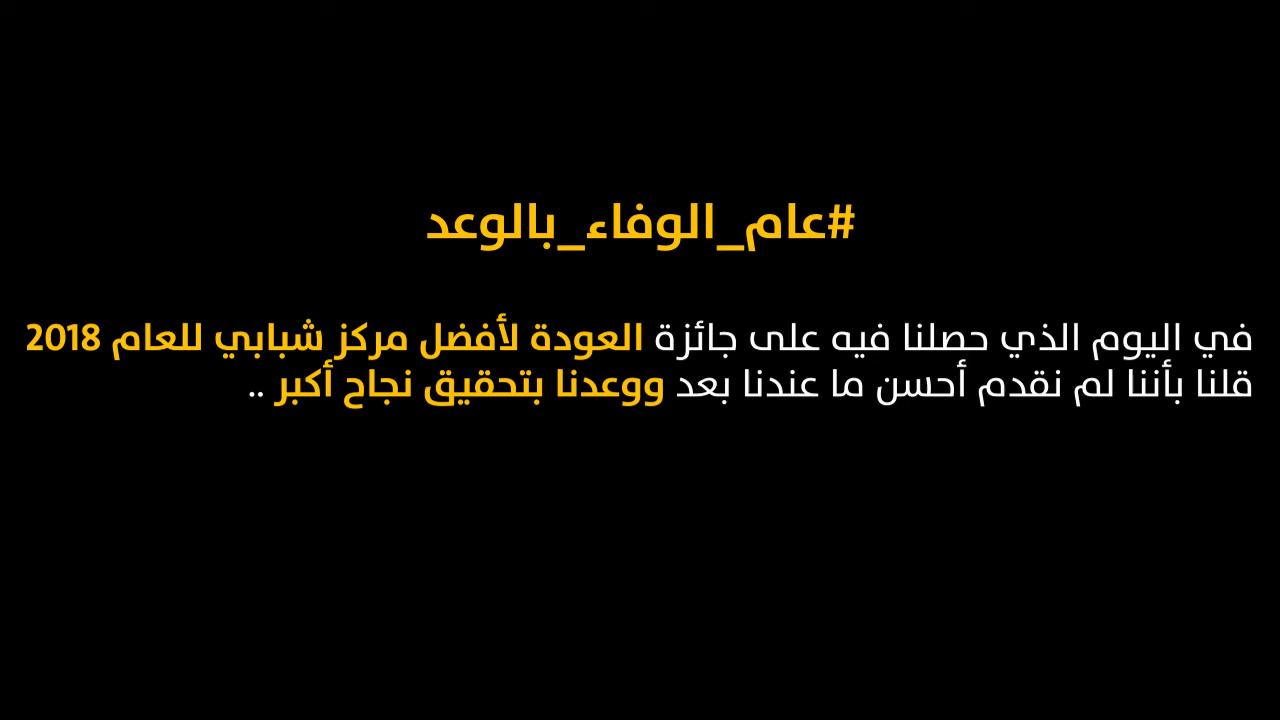 #عام_الوفاء_بالوعد
في اليوم الذي حصلنا فيه على جائزة العودة لأفضل مركز شبابي للعام 2018
قلنا بأننا لم نقدم أحسن ما عندنا بعد ووعدنا بتحقيق نجاح أكبر ..